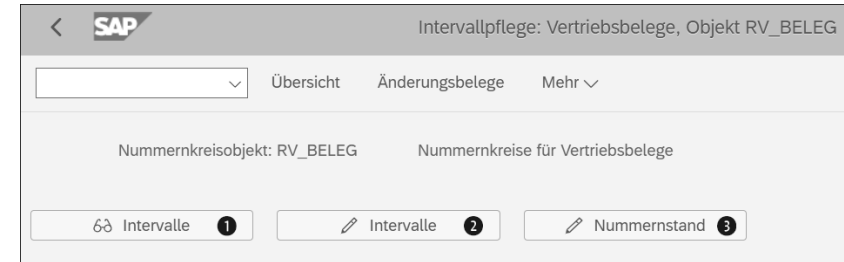 SAP Intervallpflege: Vertriebsbelege, Objekt RV_BELEG
Übersicht Änderungsbelege Mehr
Nummernkreisobjekt: RV_BELEG Nummernkreise für Vertriebsbelege
Intervalle 1 Intervalle 2 Nummernstand 3